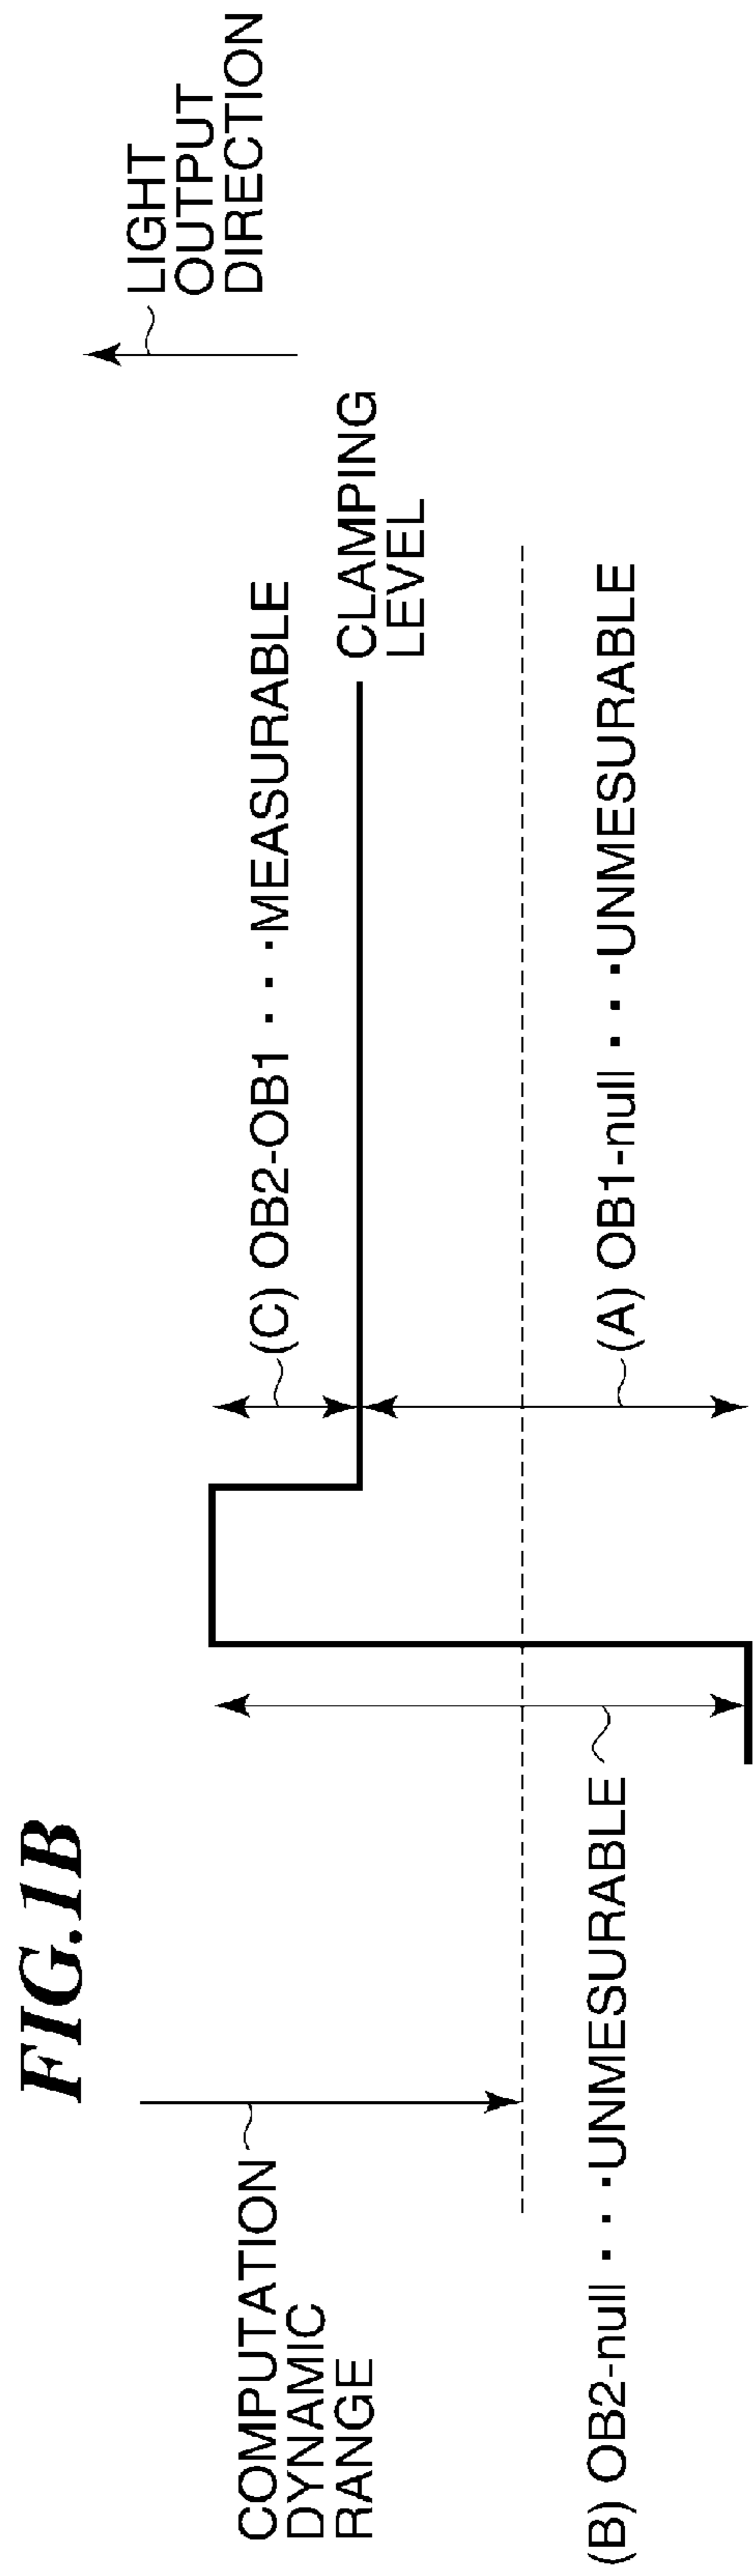 FIG.1B
COMPUTATION
DYNAMIC
RANGE
(B) OB2-null ···UNMESURABLE
(C) OB2-OB1 ···MEASURABLE
(A) OB1-null ···UNMESURABLE
CLAMPING
LEVEL
LIGHT
OUTPUT
DIRECTION